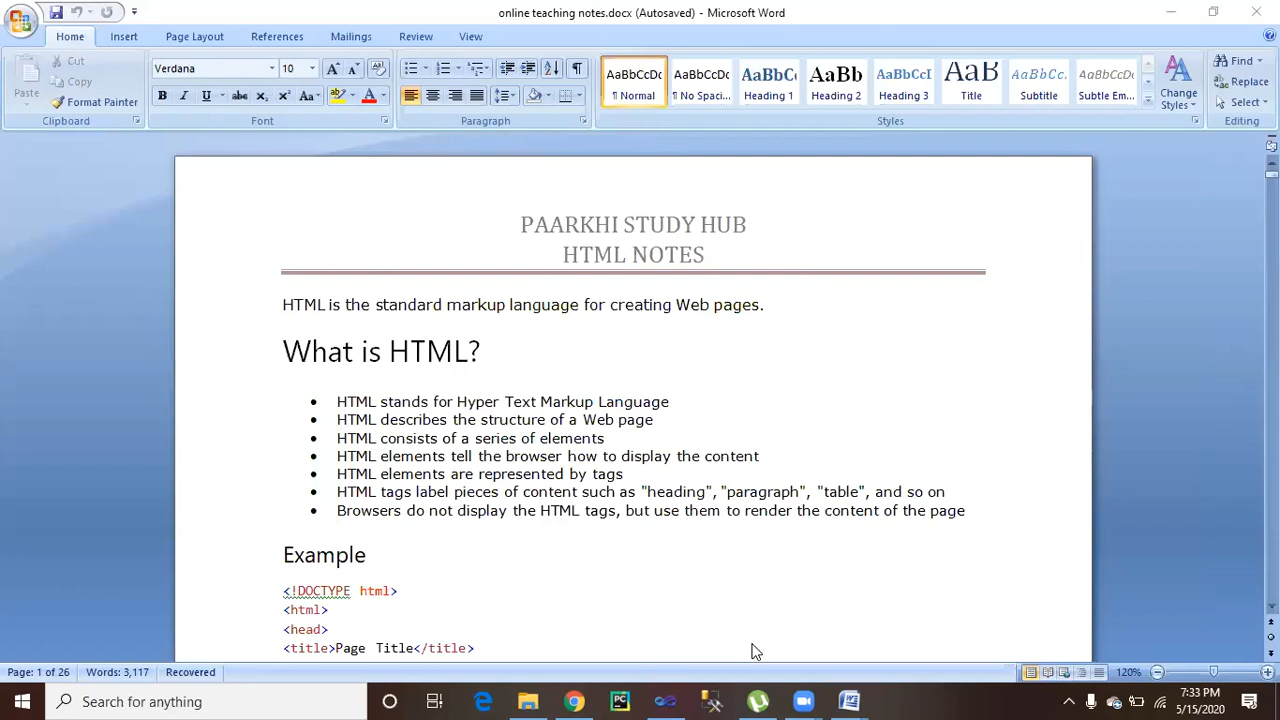 online teaching notes.docx (Autosaved) - Microsoft Word
Home Insert Page Layout References Mailings Review View
Paste
Cut
Copy
Format Painter
Clipboard
Verdana 10
Font
Paragraph
AaBbCcDc AaBbCcDc AaBbC AaBb AaBbCcI AaB AaBbCcI AaBbCcDc
¶ Normal ¶ No Spaci... Heading 1 Heading 2 Heading 3 Title Subtitle Subtle Em...
Change
Styles
Styles
Find
Replace
Select
Editing
PAARKHI STUDY HUB
HTML NOTES
HTML is the standard markup language for creating Web pages.
What is HTML?
• HTML stands for Hyper Text Markup Language
• HTML describes the structure of a Web page
• HTML consists of a series of elements
• HTML elements tell the browser how to display the content
• HTML elements are represented by tags
• HTML tags label pieces of content such as "heading", "paragraph", "table", and so on
• Browsers do not display the HTML tags, but use them to render the content of the page
Example
<!DOCTYPE html>
<html>
<head>
<title>Page Title</title>
Page: 1 of 26 Words: 3,117 Recovered 120%
Search for anything
7:33 PM
5/15/2020